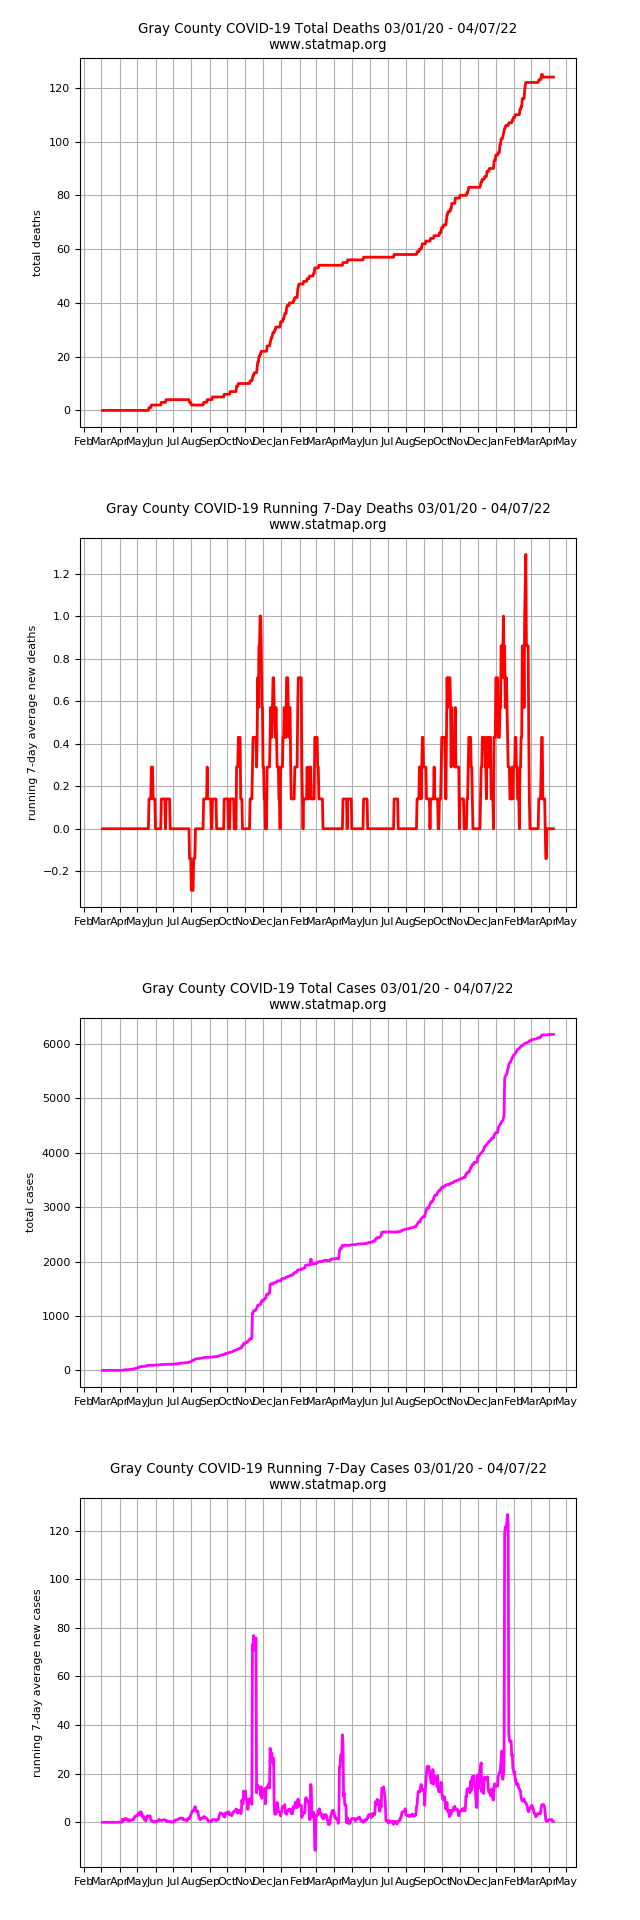 Gray County COVID-19 Total Deaths 03/01/20 - 04/07/22
www.statmap.org
120
100
80
60
40
20
0
total deaths
Feb Mar Apr May Jun Jul Aug Sep Oct Nov Dec Jan Feb Mar Apr May Jun Jul Aug Sep Oct Nov Dec Jan Feb Mar Apr May
Gray County COVID-19 Running 7-Day Deaths 03/01/20 - 04/07/22
www.statmap.org
1.2
1.0
0.8
0.6
0.4
0.2
0.0
−0.2
running 7-day average new deaths
Feb Mar Apr May Jun Jul Aug Sep Oct Nov Dec Jan Feb Mar Apr May Jun Jul Aug Sep Oct Nov Dec Jan Feb Mar Apr May
Gray County COVID-19 Total Cases 03/01/20 - 04/07/22
www.statmap.org
6000
5000
4000
3000
2000
1000
0
total cases
Feb Mar Apr May Jun Jul Aug Sep Oct Nov Dec Jan Feb Mar Apr May Jun Jul Aug Sep Oct Nov Dec Jan Feb Mar Apr May
Gray County COVID-19 Running 7-Day Cases 03/01/20 - 04/07/22
www.statmap.org
120
100
80
60
40
20
0
running 7-day average new cases
Feb Mar Apr May Jun Jul Aug Sep Oct Nov Dec Jan Feb Mar Apr May Jun Jul Aug Sep Oct Nov Dec Jan Feb Mar Apr May